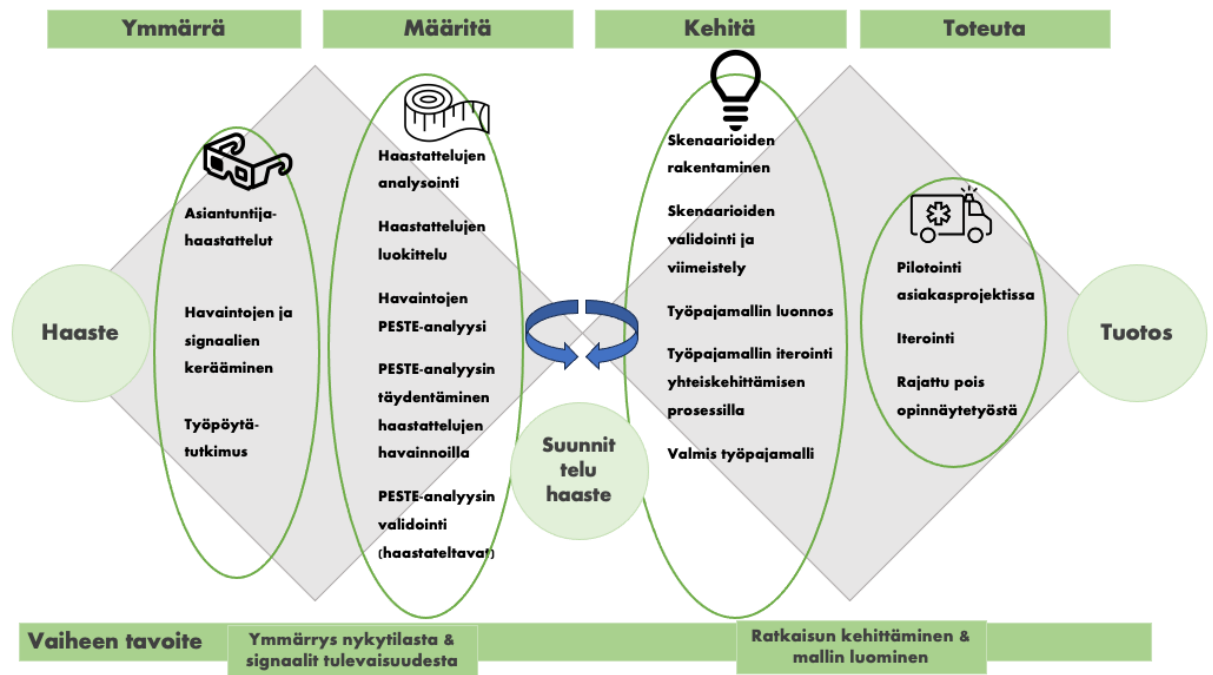 Ymmärrä
Määritä
Kehitä
Toteuta
Haaste
Asiantuntija-
haastattelut
Havaintojen ja
signaalien
kerääminen
Työpöytä-
tutkimus
Haastattelujen
analysointi
Haastattelujen
luokittelu
Havaintojen
PESTE-analyysi
PESTE-analyysin
täydentäminen
haastattelujen
havainnoilla
PESTE-analyysin
validointi
(haastateltavat)
Suunnit
telu
haaste
Skenaarioiden
rakentaminen
Skenaarioiden
validointi ja
viimeistely
Työpajamallin luonnos
Työpajamallin iterointi
yhteiskehittämisen
prosessilla
Valmis työpajamalli
Pilotointi
asiakasprojektissa
Iterointi
Rajattu pois
opinnäytetyöstä
Tuotos
Vaiheen tavoite
Ymmärrys nykytilasta &
signaalit tulevaisuudesta
Ratkaisun kehittäminen &
mallin luominen